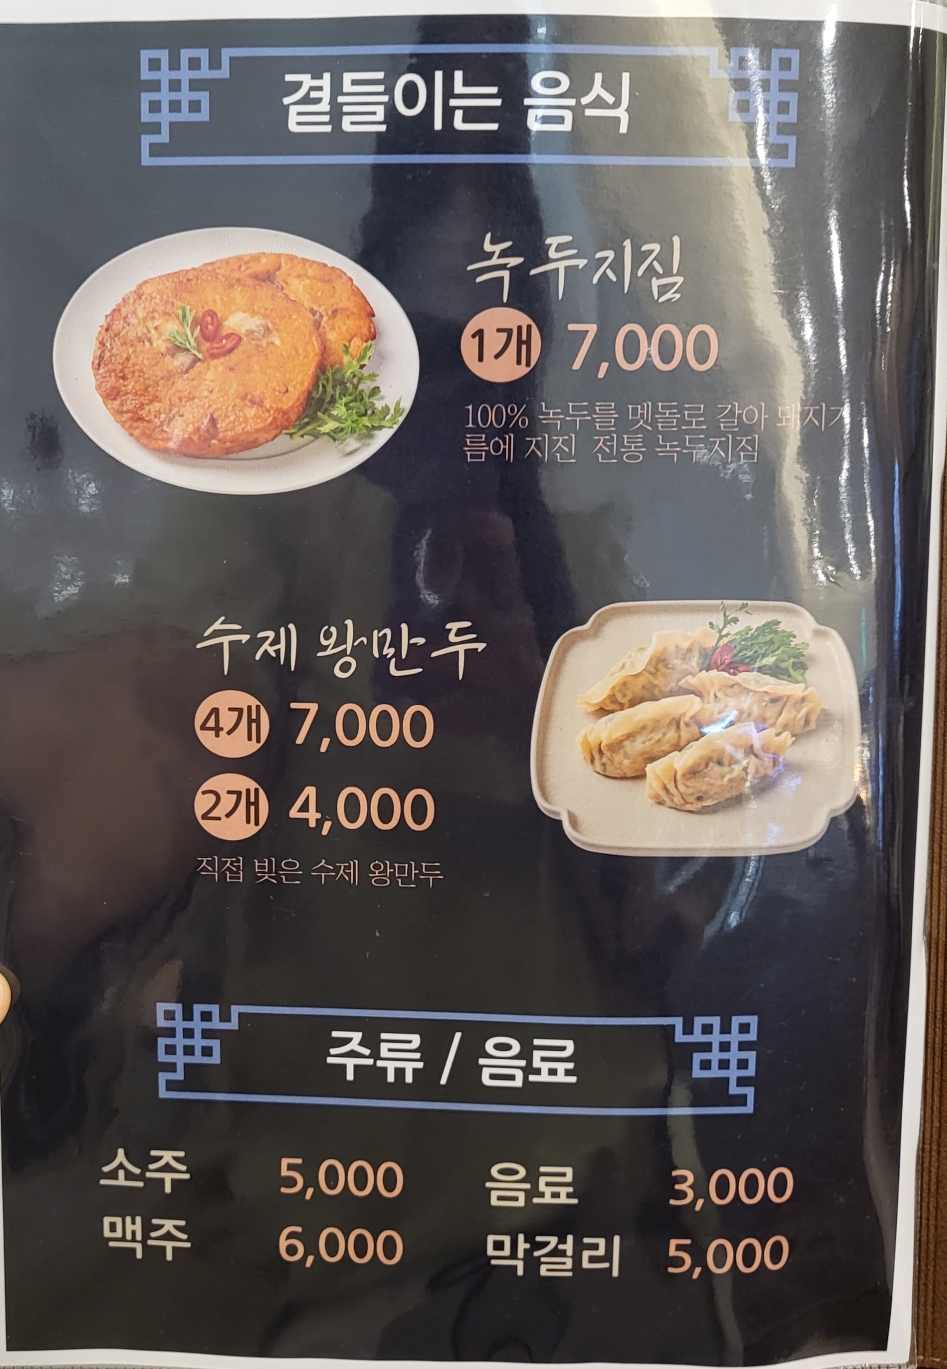 곁들이는 음식
녹두지짐
1개 7,000
100% 녹두를 멧돌로 갈아 돼지기
름에 지진 전통 녹두지짐
수제 왕만두
4개 7,000
2개 4,000
직접 빚은 수제 왕만두
주류 / 음료
소주 5,000 음료 3,000
맥주 6,000 막걸리 5,000